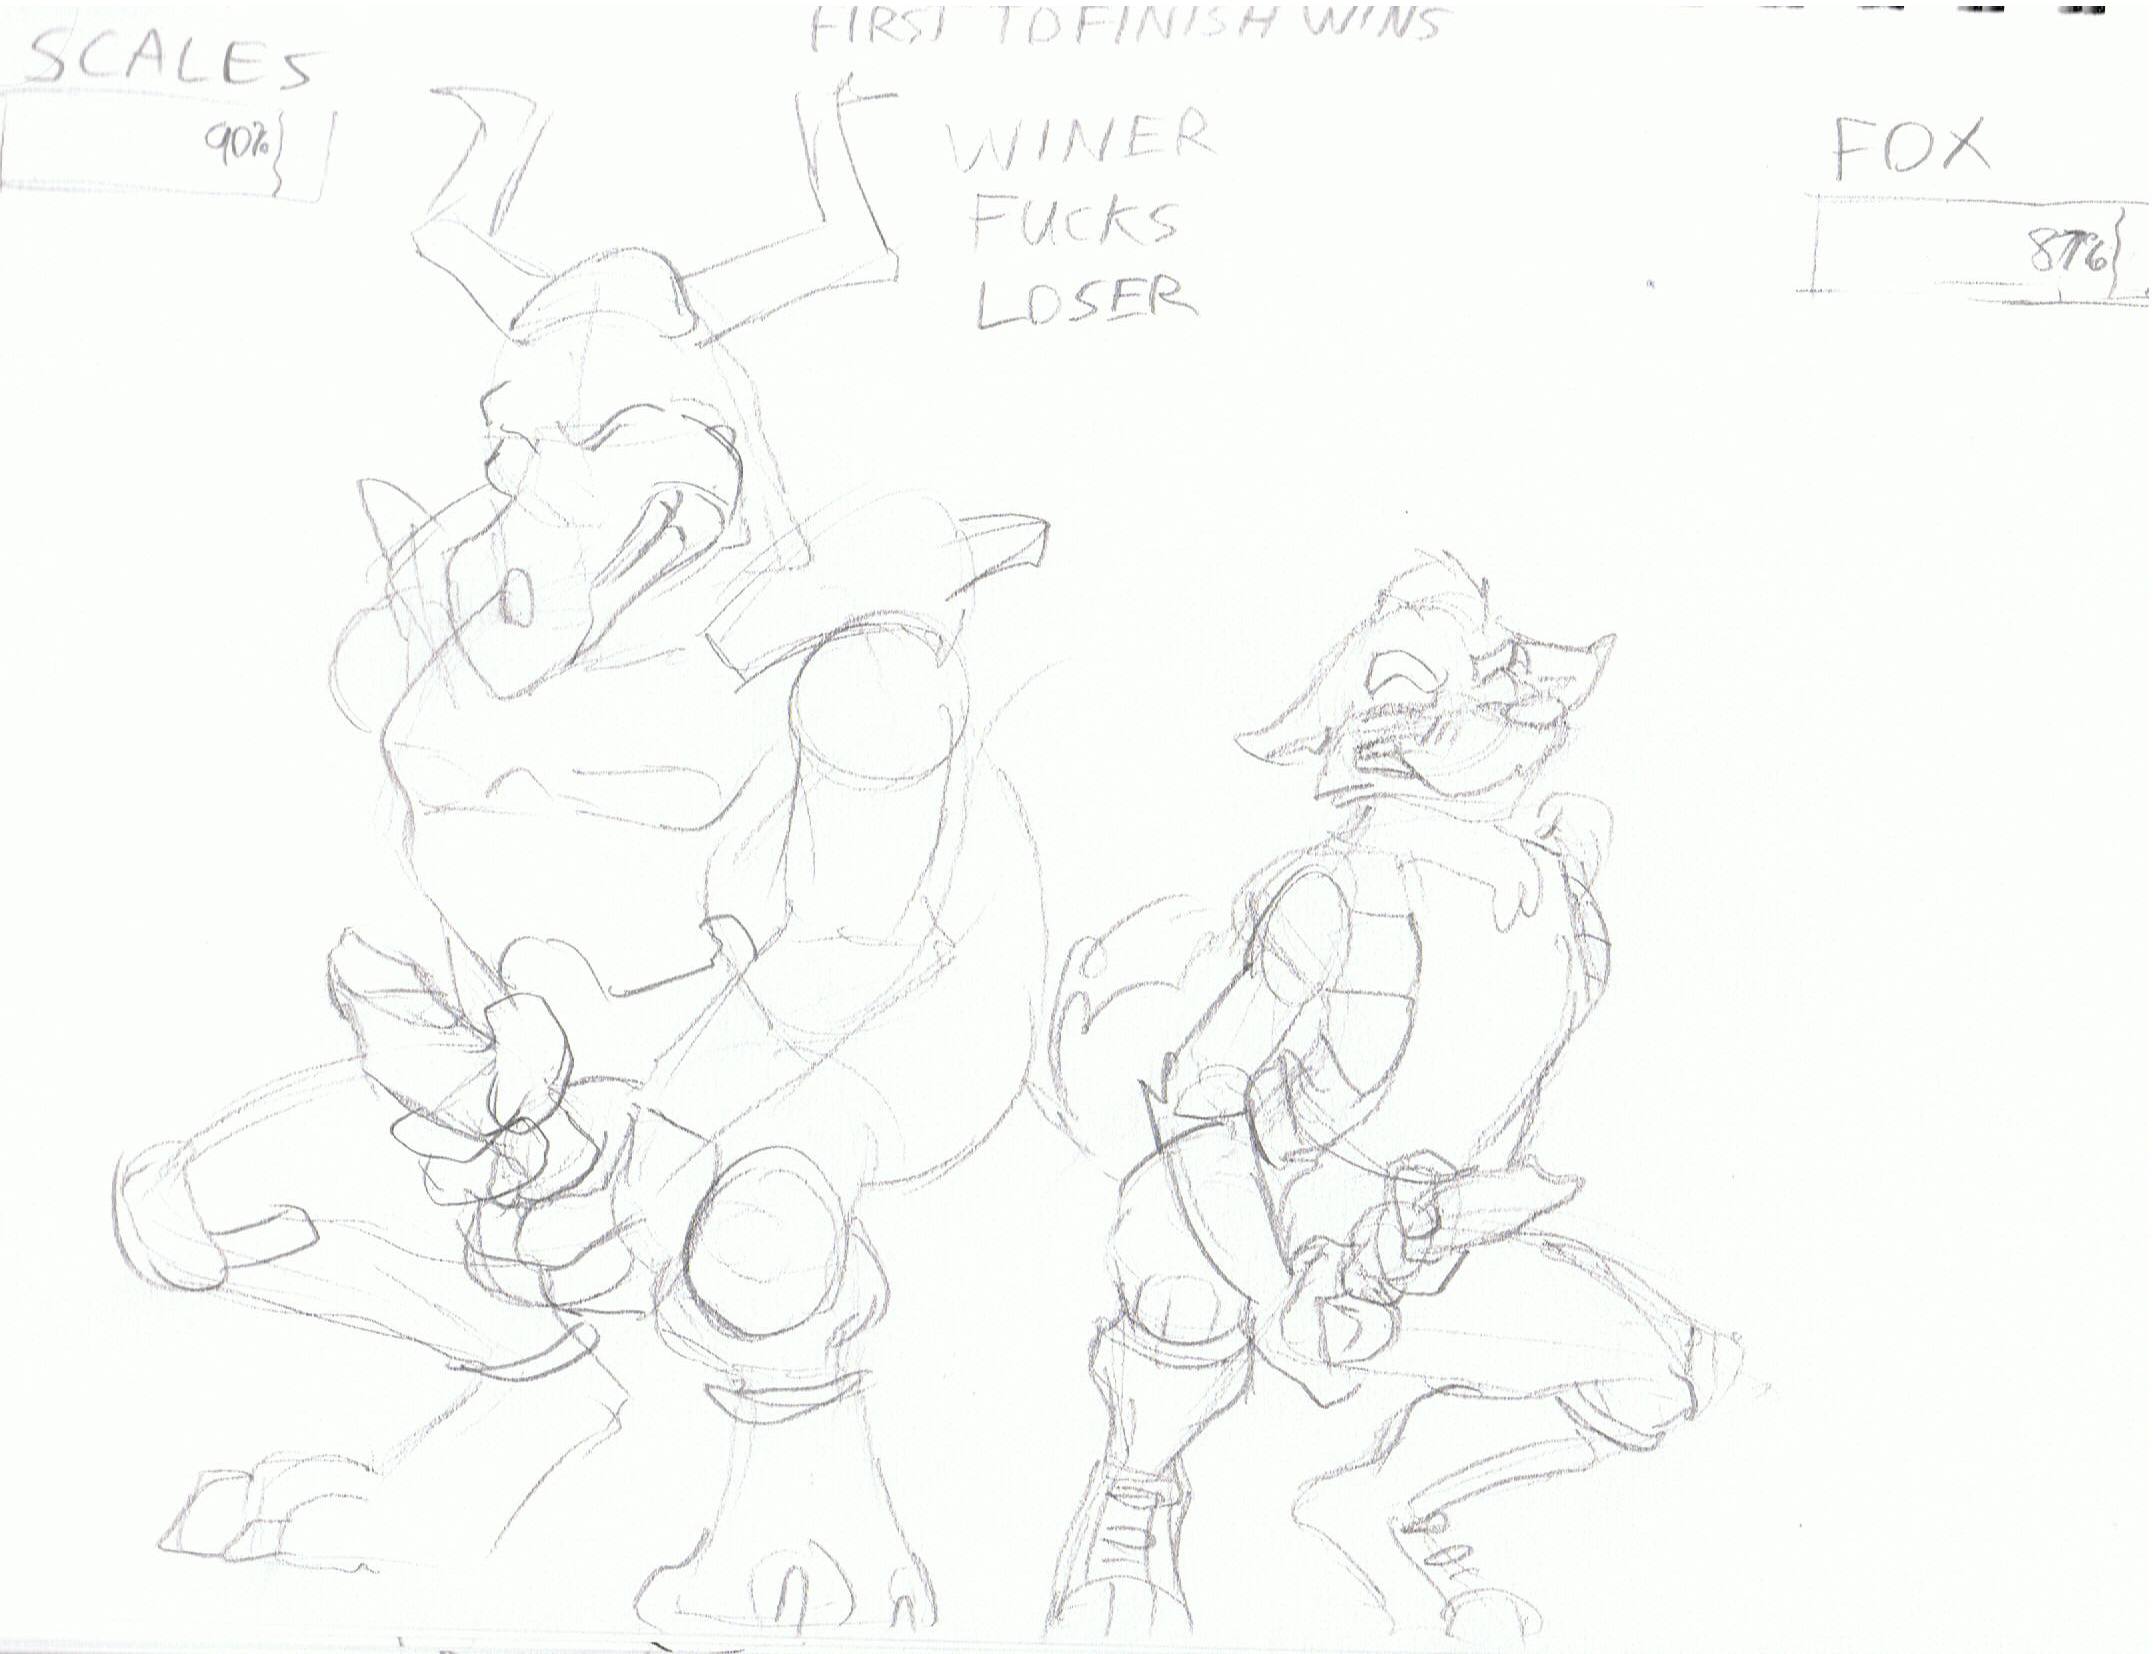 FIRST TO FINISH WINS
SCALES
90%
WINER
FUCKS
LOSER
FOX
87%